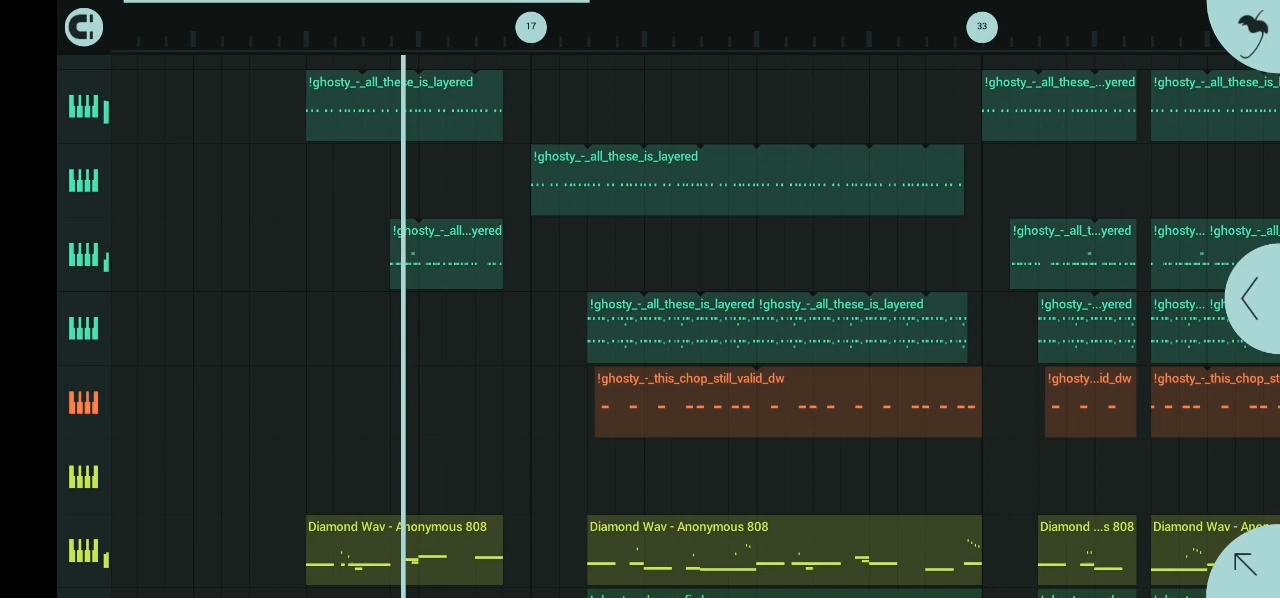 17
33
!ghosty_-_all_these_is_layered
!ghosty_-_all_these_...yered
!ghosty_-_all_these_is_l
!ghosty_-_all_these_is_layered
!ghosty_-_all...yered
!ghosty_-_all_t...yered
!ghosty... !ghosty_-_all_
!ghosty_-_all_these_is_layered !ghosty_-_all_these_is_layered
!ghosty_-...yered
!ghosty...
!ghosty_-_this_chop_still_valid_dw
!ghosty...id_dw
!ghosty_-_this_chop_st
Diamond Wav - Anonymous 808
Diamond Wav - Anonymous 808
Diamond ...s 808
Diamond Wav - Anon